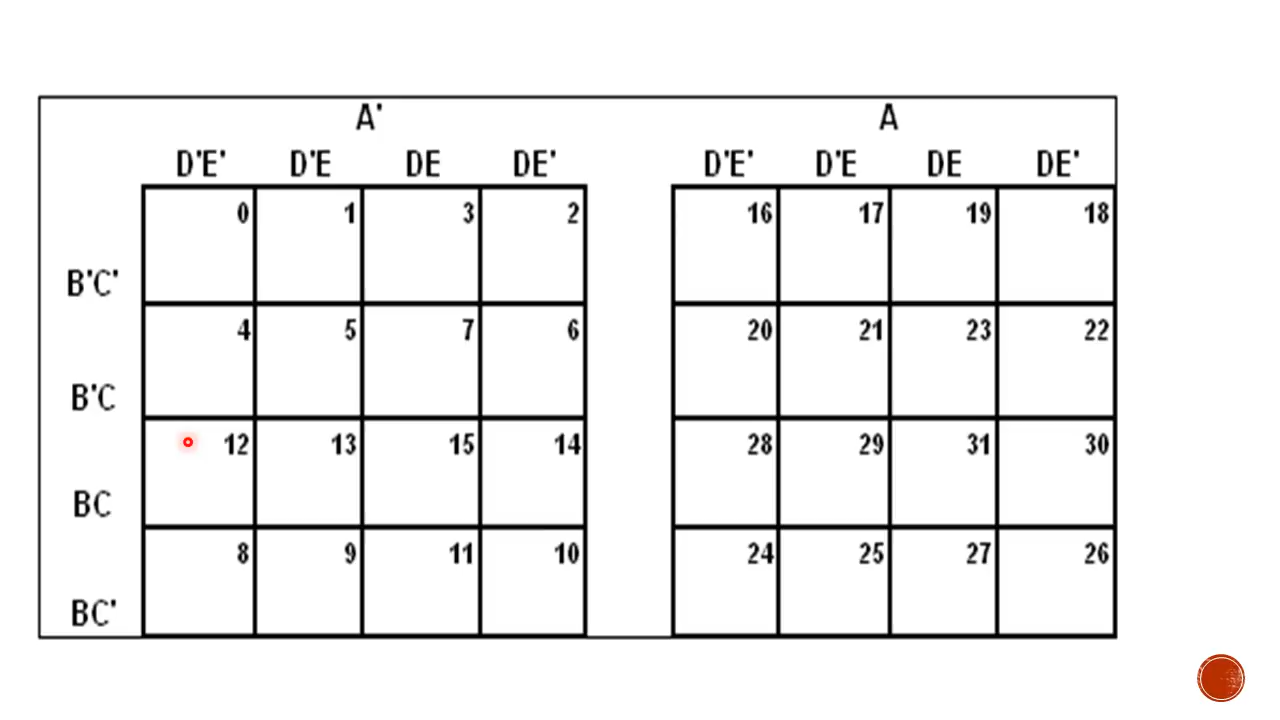 A' A
D'E' D'E DE DE' D'E' D'E DE DE'
0 1 3 2 16 17 19 18
B'C'
4 5 7 6 20 21 23 22
B'C
12 13 15 14 28 29 31 30
BC
8 9 11 10 24 25 27 26
BC'